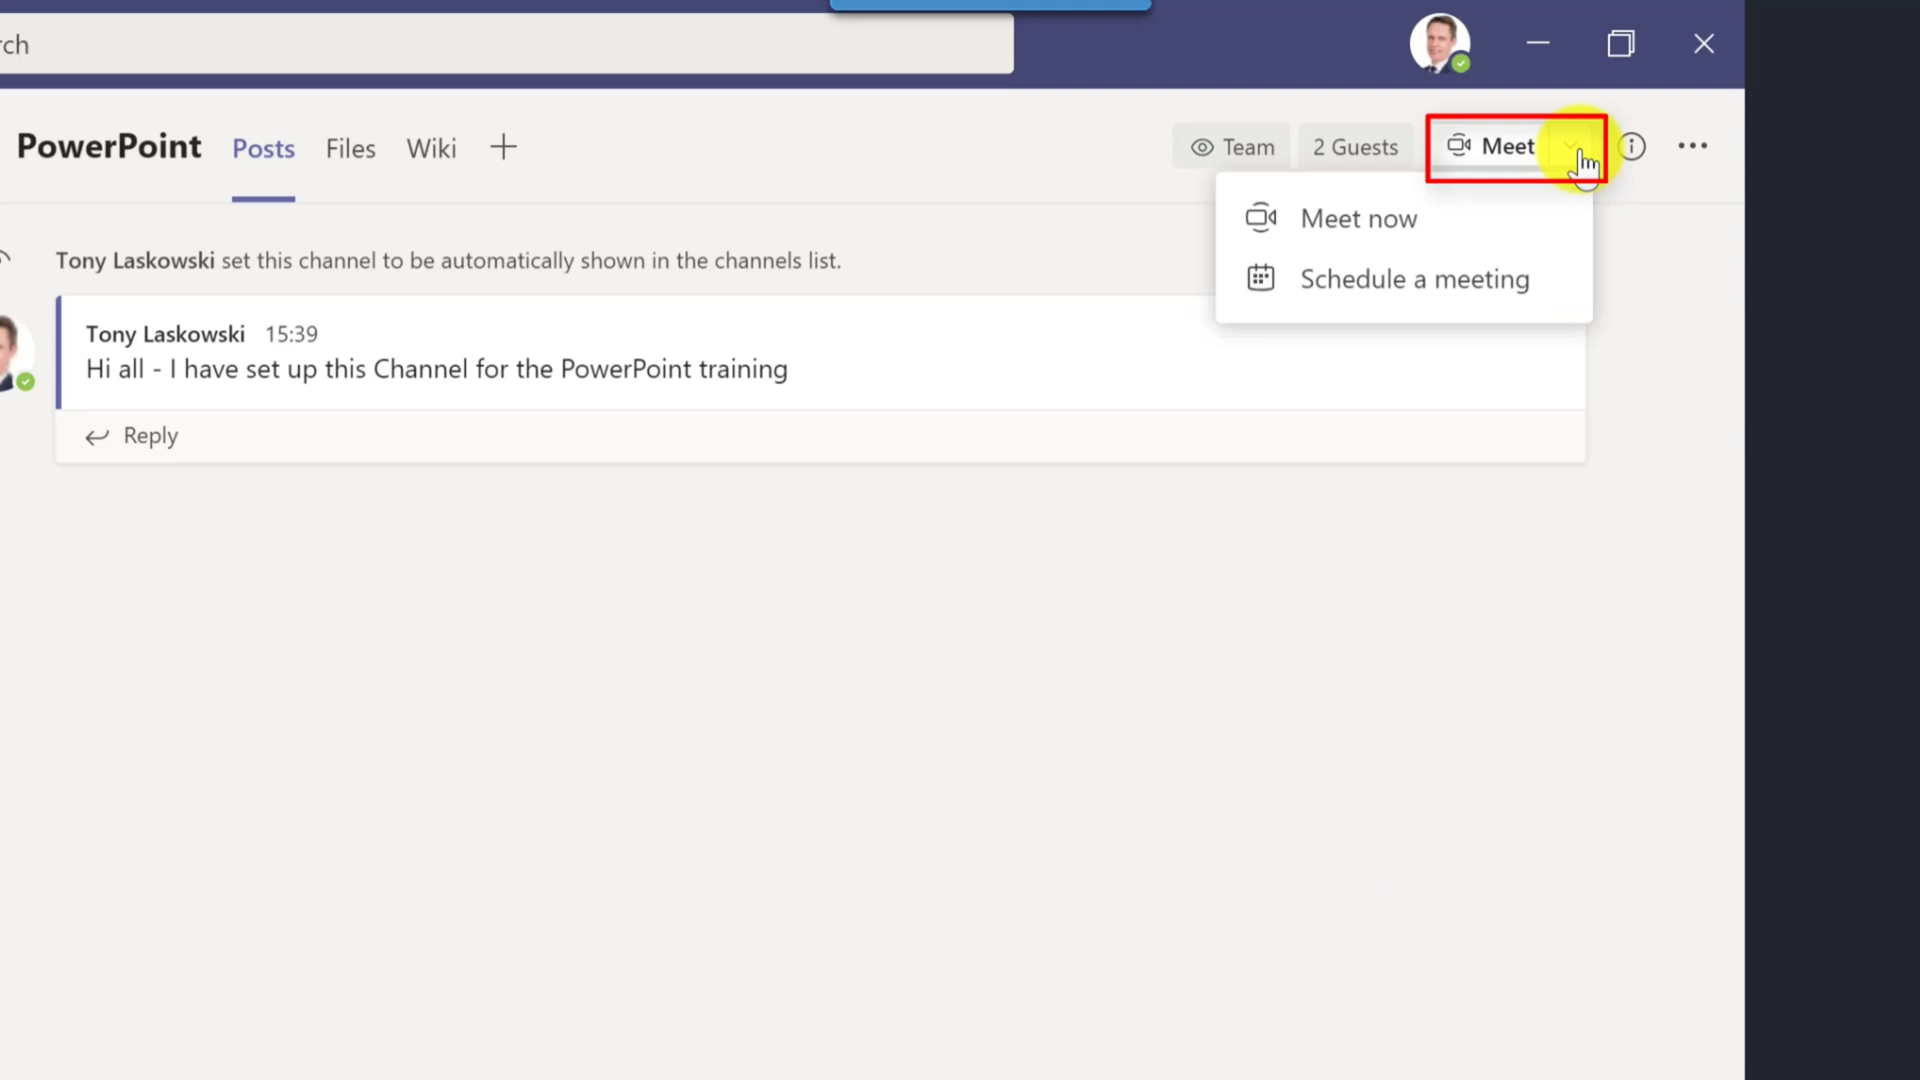 rch
PowerPoint Posts Files Wiki Team 2 Guests Meet
Meet now
Schedule a meeting
Tony Laskowski set this channel to be automatically shown in the channels list.
Tony Laskowski 15:39
Hi all - I have set up this Channel for the PowerPoint training
Reply